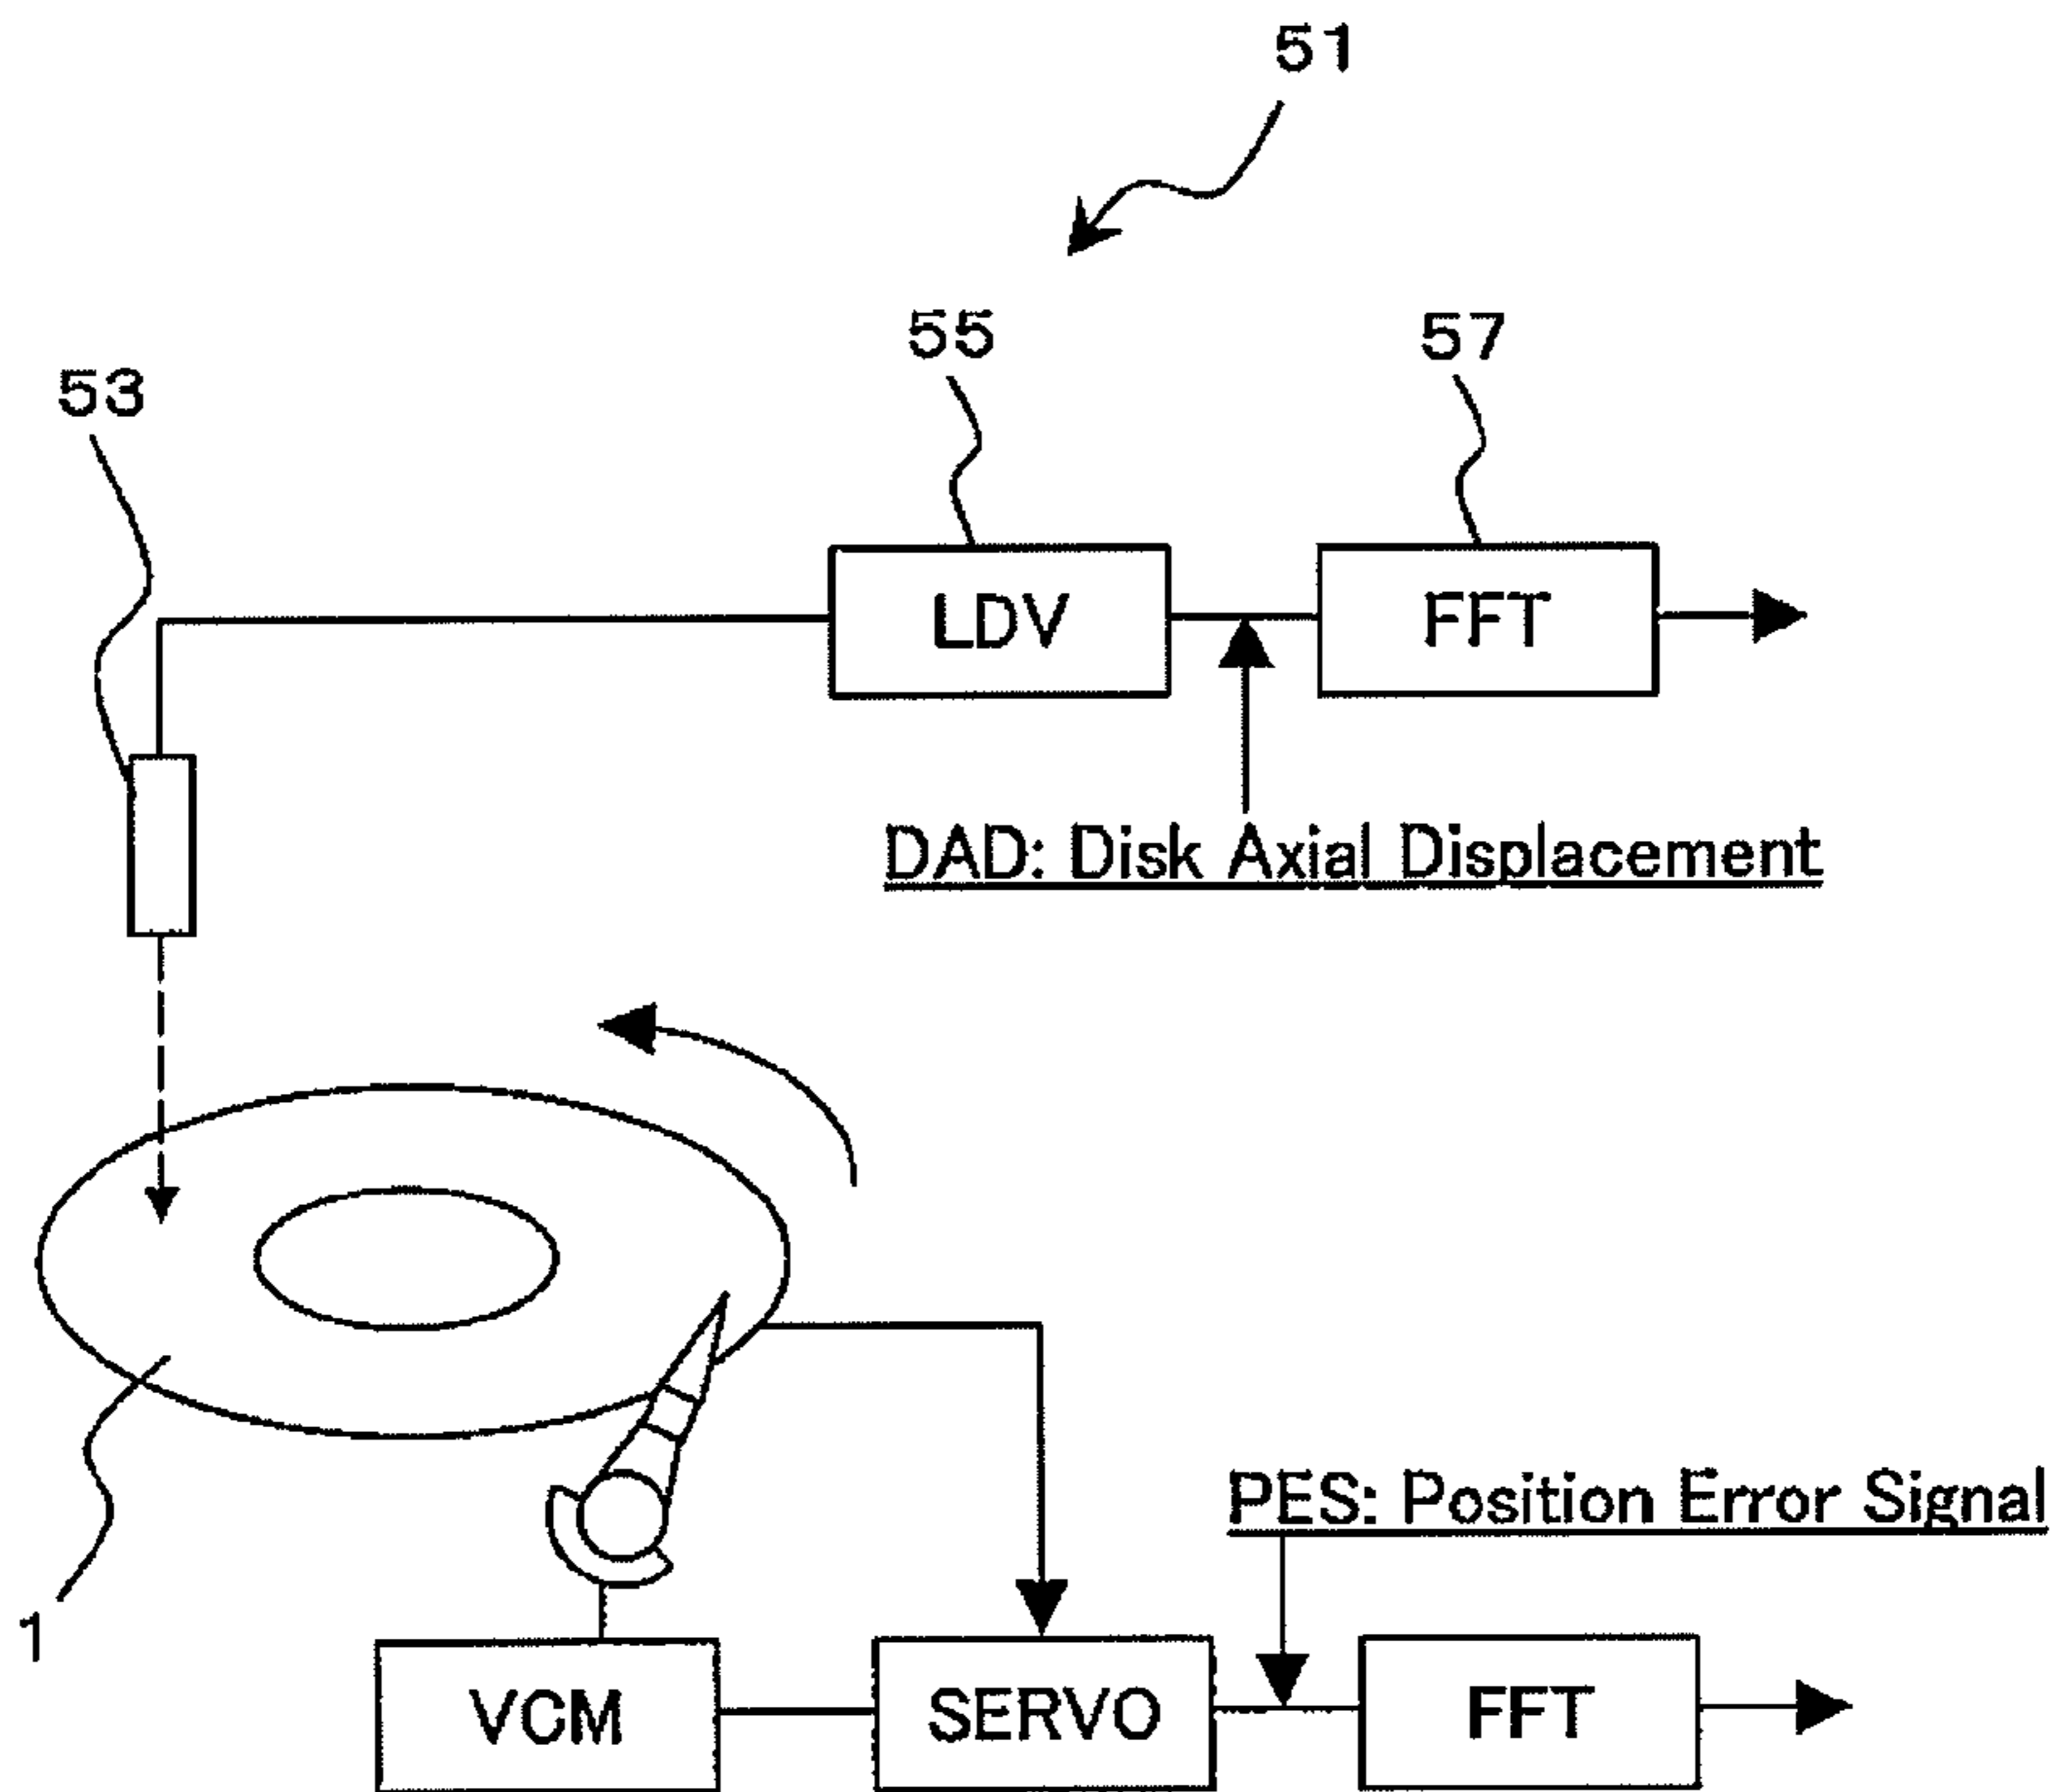 51
55
57
53
LDV
FFT
DAD: Disk Axial Displacement
PES: Position Error Signal
1
VCM
SERVO
FFT